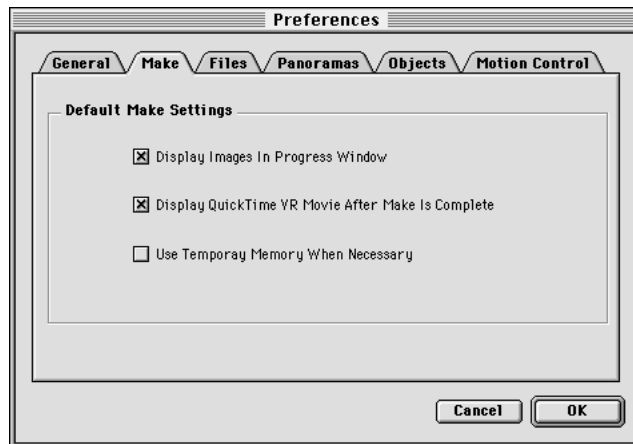 Preferences
General Make Files Panoramas Objects Motion Control
Default Make Settings
Display Images In Progress Window
Display QuickTime VR Movie After Make Is Complete
Use Temporay Memory When Necessary
Cancel OK